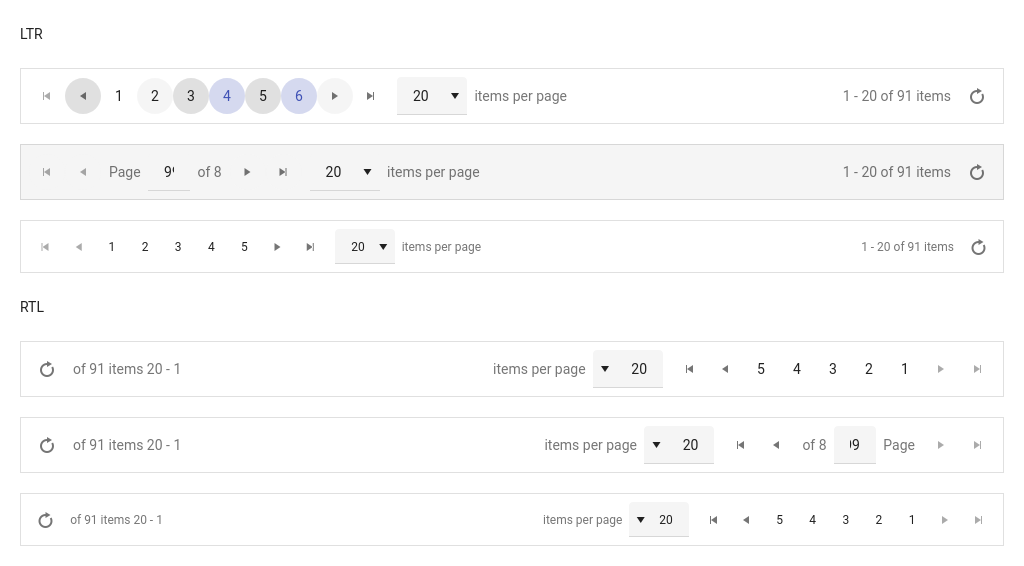 LTR
1 2 3 4 5 6 20 items per page 1 - 20 of 91 items
Page of 8 20 items per page 1 - 20 of 91 items
1 2 3 4 5 20 items per page 1 - 20 of 91 items
RTL
of 91 items 20 - 1 items per page 20 5 4 3 2 1
of 91 items 20 - 1 items per page 20 of 8 Page
of 91 items 20 - 1 items per page 20 5 4 3 2 1